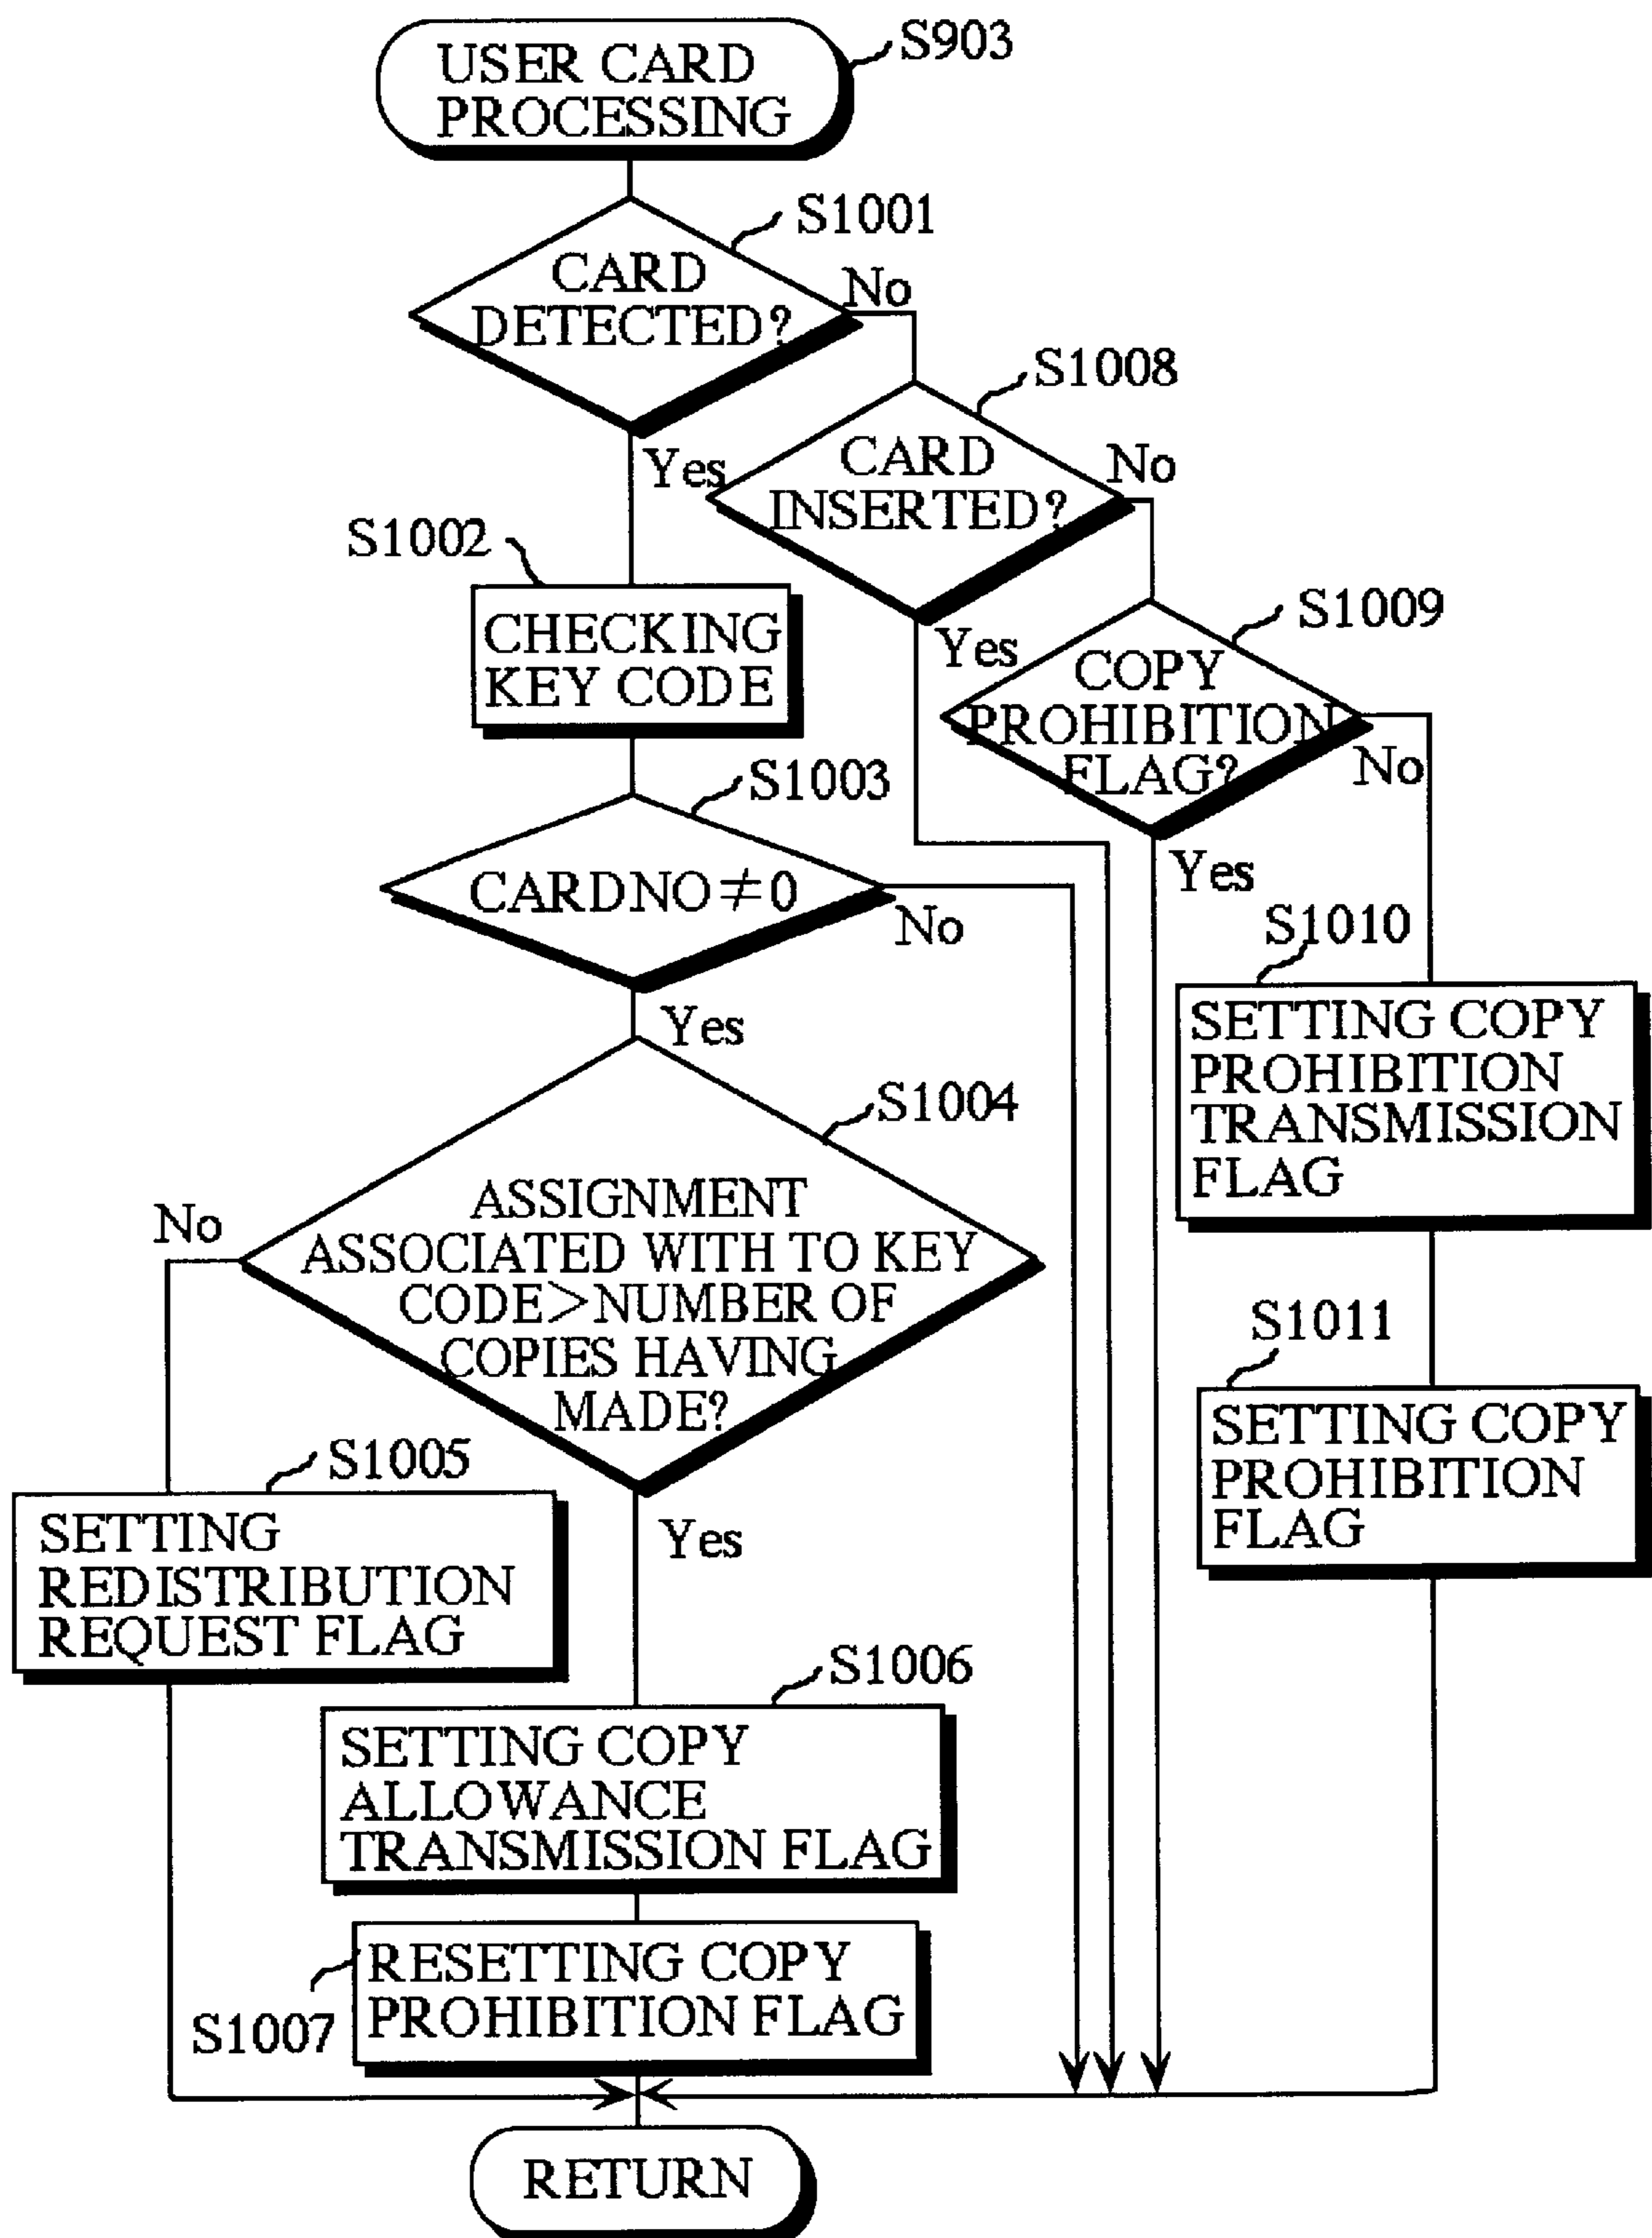 USER CARD
PROCESSING
S903
S1001
CARD
DETECTED?
No
Yes
S1008
CARD
INSERTED?
No
Yes
S1002
CHECKING
KEY CODE
S1009
COPY
PROHIBITION
FLAG?
No
Yes
S1003
CARDNO≠0
No
Yes
S1010
SETTING COPY
PROHIBITION
TRANSMISSION
FLAG
S1004
ASSIGNMENT
ASSOCIATED WITH TO KEY
CODE>NUMBER OF
COPIES HAVING
MADE?
No
Yes
S1011
SETTING COPY
PROHIBITION
FLAG
S1005
SETTING
REDISTRIBUTION
REQUEST FLAG
S1006
SETTING COPY
ALLOWANCE
TRANSMISSION FLAG
S1007
RESETTING COPY
PROHIBITION FLAG
RETURN